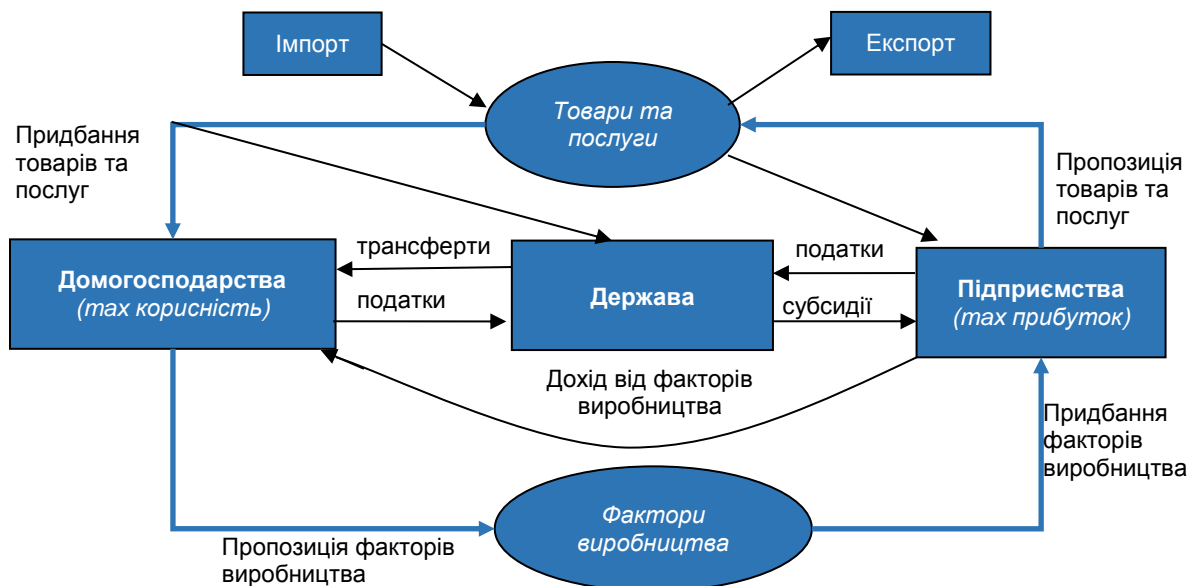 Імпорт
Експорт
Товари та
послуги
Придбання
товарів та
послуг
Пропозиція
товарів та
послуг
Домогосподарства
(max корисність)
трансферти
податки
Держава
податки
субсидії
Підприємства
(max прибуток)
Дохід від факторів
виробництва
Придбання
факторів
виробництва
Пропозиція факторів
виробництва
Фактори
виробництва